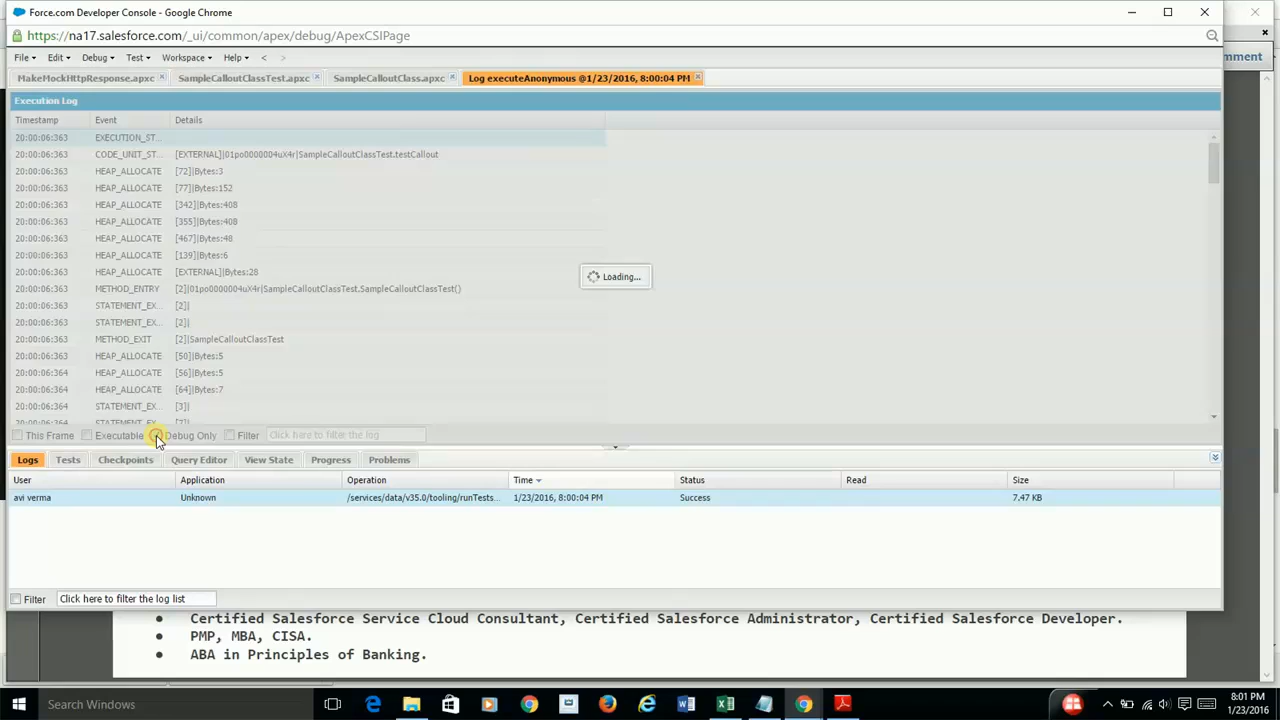 Force.com Developer Console - Google Chrome
https://na17.salesforce.com/_ui/common/apex/debug/ApexCSIPage
File Edit Debug Test Workspace Help < >
mment
MakeMockHttpResponse.apxc SampleCalloutClassTest.apxc SampleCalloutClass.apxc Log executeAnonymous @1/23/2016, 8:00:04 PM
Execution Log
Timestamp Event Details
20:00:06:363 EXECUTION_ST...
20:00:06:363 CODE_UNIT_ST... [EXTERNAL]|01po0000004uX4r|SampleCalloutClassTest.testCallout
20:00:06:363 HEAP_ALLOCATE [72]|Bytes:3
20:00:06:363 HEAP_ALLOCATE [77]|Bytes:152
20:00:06:363 HEAP_ALLOCATE [342]|Bytes:408
20:00:06:363 HEAP_ALLOCATE [355]|Bytes:408
20:00:06:363 HEAP_ALLOCATE [467]|Bytes:48
20:00:06:363 HEAP_ALLOCATE [139]|Bytes:6
20:00:06:363 HEAP_ALLOCATE [EXTERNAL]|Bytes:28
20:00:06:363 METHOD_ENTRY [2]|01po0000004uX4r|SampleCalloutClassTest.SampleCalloutClassTest()
20:00:06:363 STATEMENT_EX... [2]|
20:00:06:363 STATEMENT_EX... [2]|
20:00:06:363 METHOD_EXIT [2]|SampleCalloutClassTest
20:00:06:363 HEAP_ALLOCATE [50]|Bytes:5
20:00:06:364 HEAP_ALLOCATE [56]|Bytes:5
20:00:06:364 HEAP_ALLOCATE [64]|Bytes:7
20:00:06:364 STATEMENT_EX... [3]|
20:00:06:364 STATEMENT_EX... [7]|
Loading...
This Frame Executable Debug Only Filter Click here to filter the log
Logs Tests Checkpoints Query Editor View State Progress Problems
User Application Operation Time Status Read Size
avi verma Unknown /services/data/v35.0/tooling/runTests... 1/23/2016, 8:00:04 PM Success 7.47 KB
Filter Click here to filter the log list
• Certified Salesforce Service Cloud Consultant, Certified Salesforce Administrator, Certified Salesforce Developer.
• PMP, MBA, CISA.
• ABA in Principles of Banking.
Search Windows
8:01 PM
1/23/2016